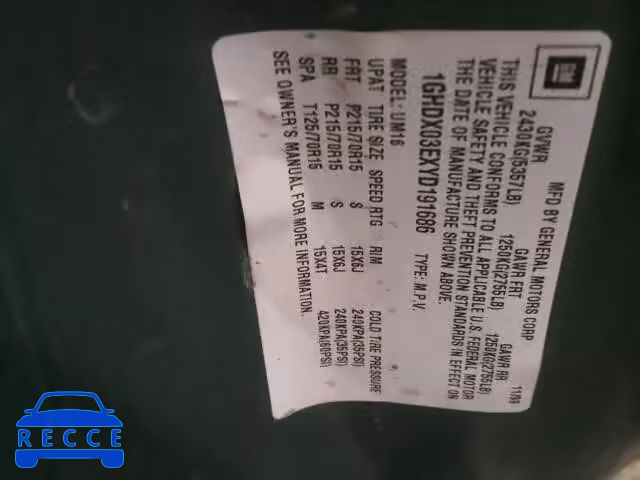 GM
MFD BY GENERAL MOTORS CORP 11/99
GVWR GAWR FRT GAWR RR
2430KG(5357LB) 1250KG(2755LB) 1250KG(2755LB)
THIS VEHICLE CONFORMS TO ALL APPLICABLE U.S. FEDERAL MOTOR
VEHICLE SAFETY AND THEFT PREVENTION STANDARDS IN EFFECT ON
THE DATE OF MANUFACTURE SHOWN ABOVE.
1GHDX03EXYD191686 TYPE: M.P.V.
MODEL: UM16
UPAT TIRE SIZE SPEED RTG RIM COLD TIRE PRESSURE
FRT P215/70R15 S 15X6J 240KPA(35PSI)
RR P215/70R15 S 15X6J 240KPA(35PSI)
SPA T125/70R15 M 15X4T 420KPA(60PSI)
SEE OWNER'S MANUAL FOR MORE INFORMATION.
RECCE